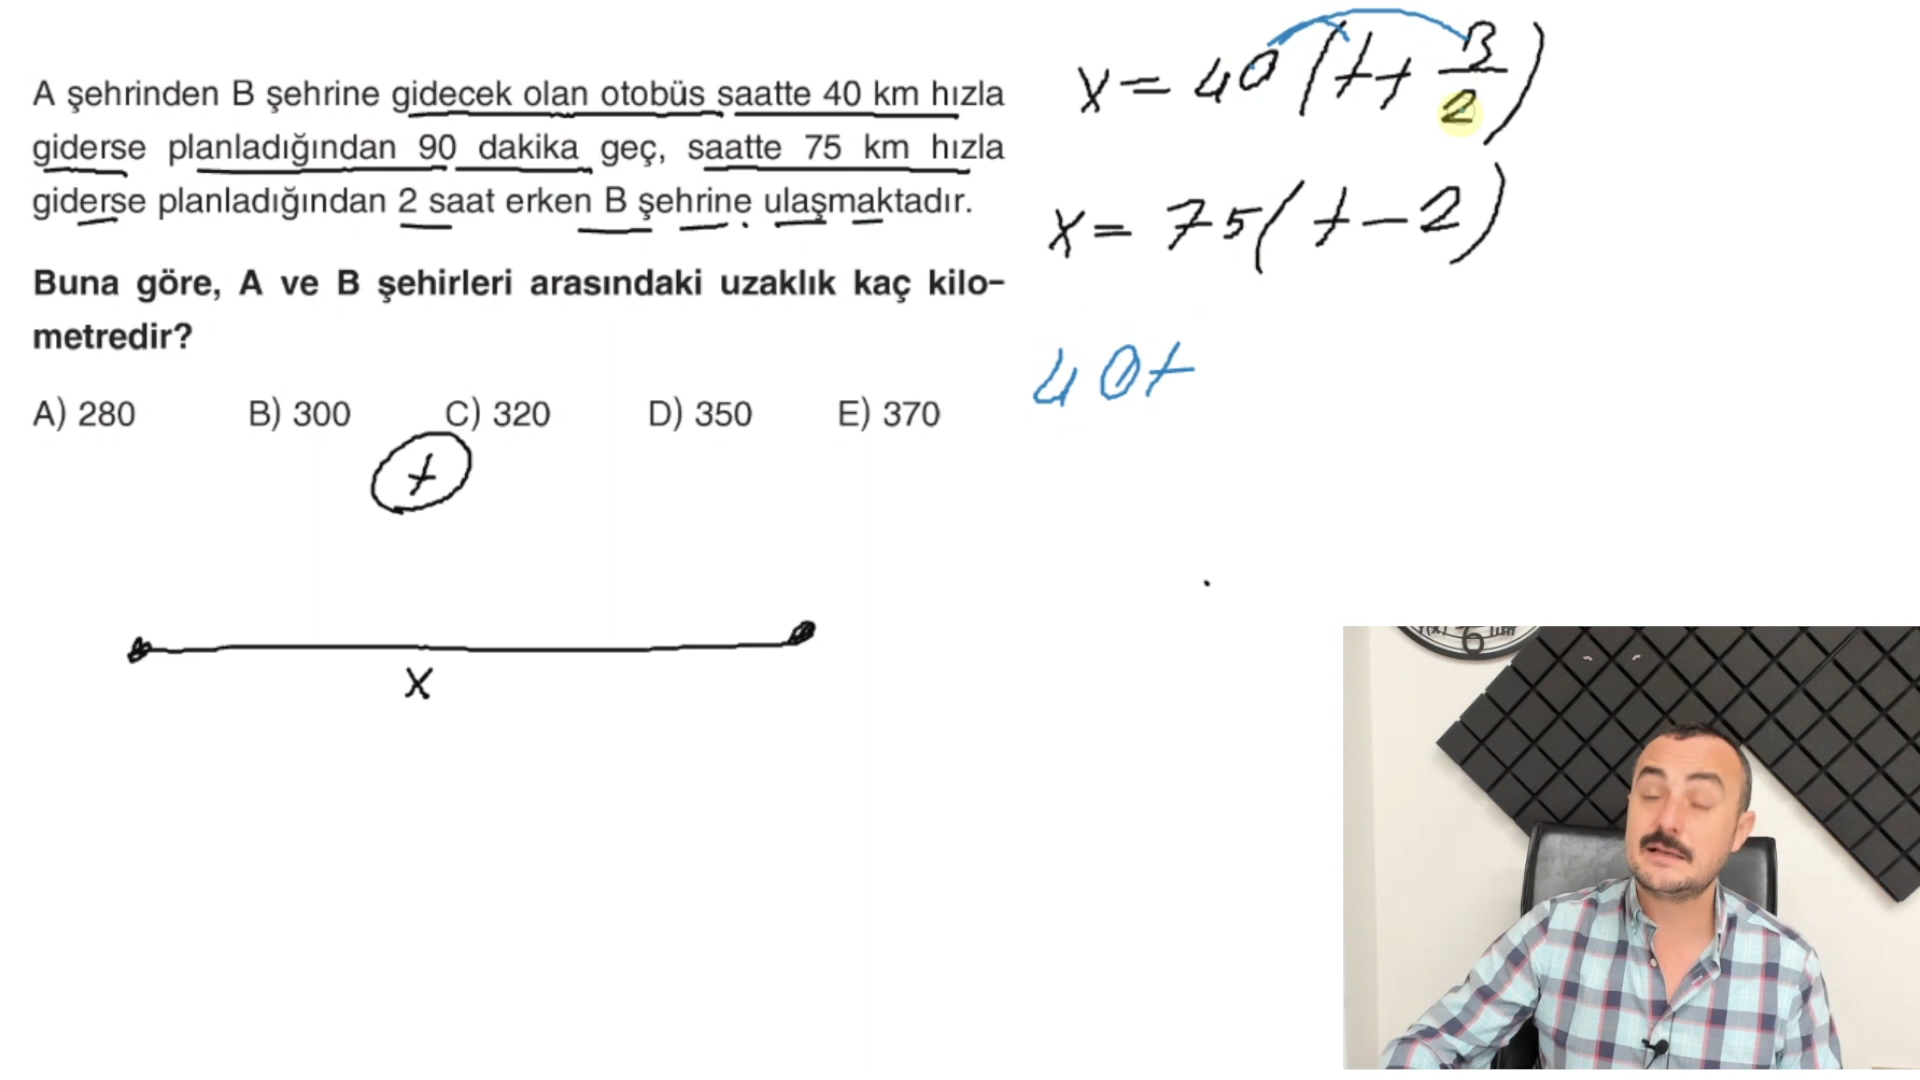 A şehrinden B şehrine gidecek olan otobüs saatte 40 km hızla
giderse planladığından 90 dakika geç, saatte 75 km hızla
giderse planladığından 2 saat erken B şehrine ulaşmaktadır.
Buna göre, A ve B şehirleri arasındaki uzaklık kaç kilo-
metredir?
A) 280 B) 300 C) 320 D) 350 E) 370
t
x
x = 40 (t + 3/2)
x = 75 (t - 2)
40t
6